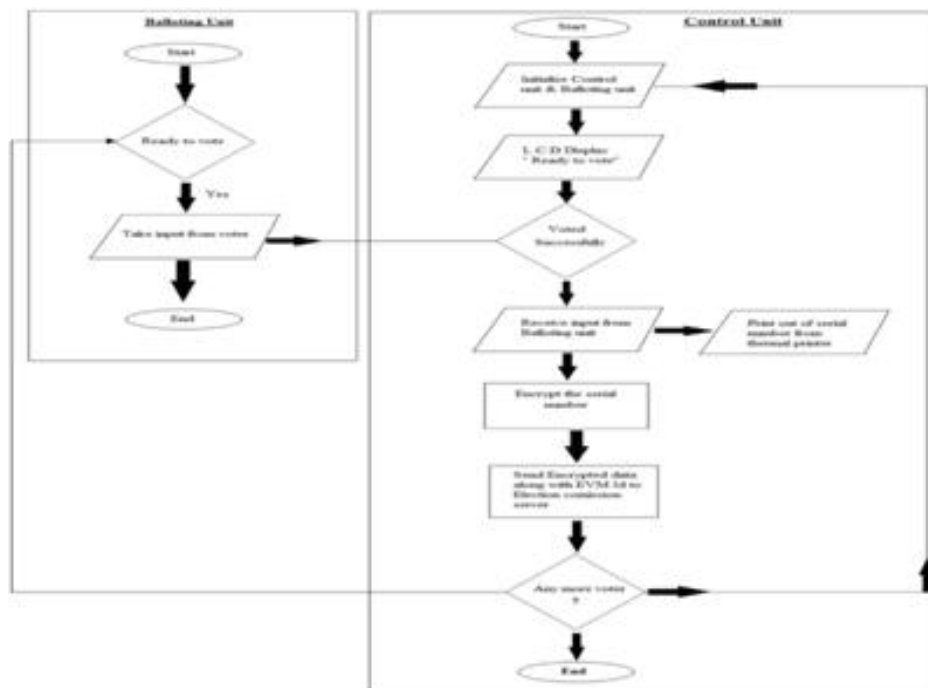 Balloting Unit
Start
Ready to vote
Yes
Take input from voter
End
Control Unit
Start
Initialize Control
unit & Balloting unit
L C D Display
" Ready to vote"
Voted
Successfully
Receive input from
Balloting unit
Print out of serial
number from
thermal printer
Encrypt the serial
number
Send Encrypted data
along with EVM Id to
Election comission
server
Any more voter
?
End